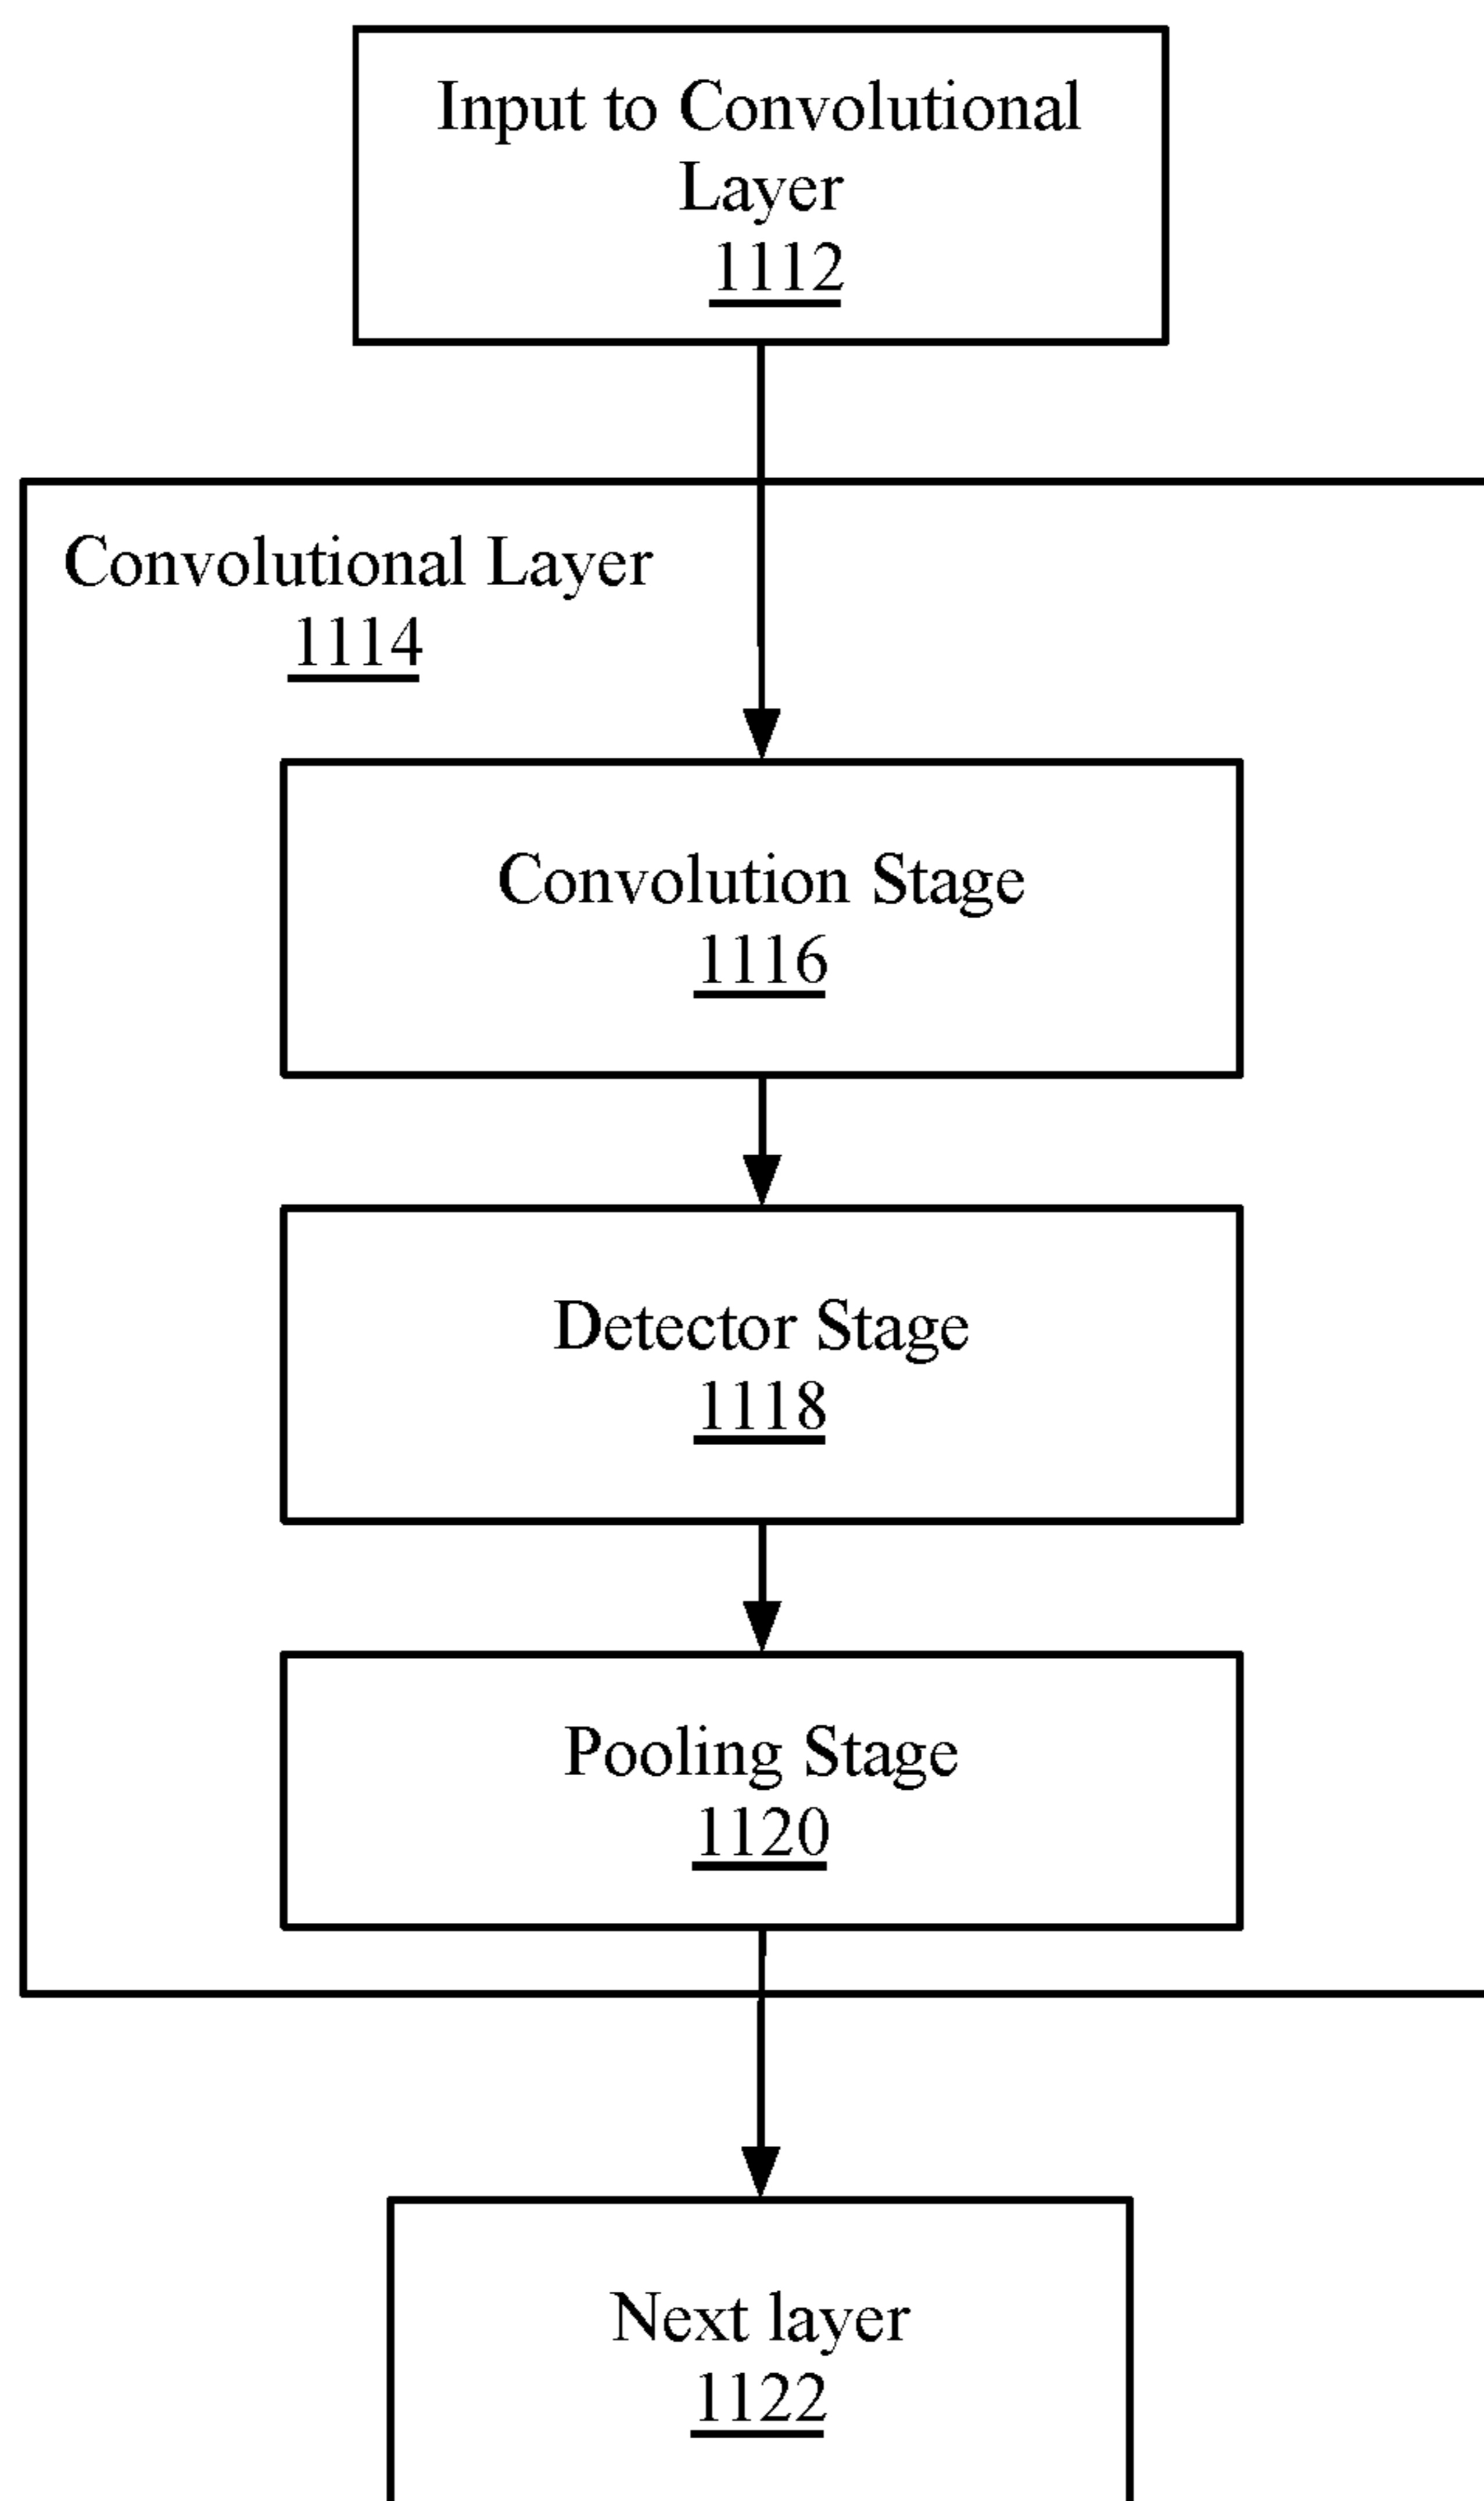 Input to Convolutional
Layer
1112
Convolutional Layer
1114
Convolution Stage
1116
Detector Stage
1118
Pooling Stage
1120
Next layer
1122